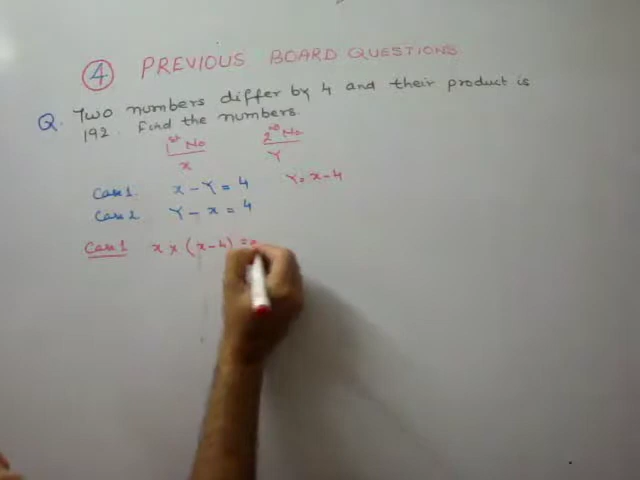 4 PREVIOUS BOARD QUESTIONS
Q. Two numbers differ by 4 and their product is
192. Find the numbers.
1st No 2nd No
x Y
Case 1. x - Y = 4 Y = x - 4
Case 2 Y - x = 4
Case 1 x × (x - 4) =